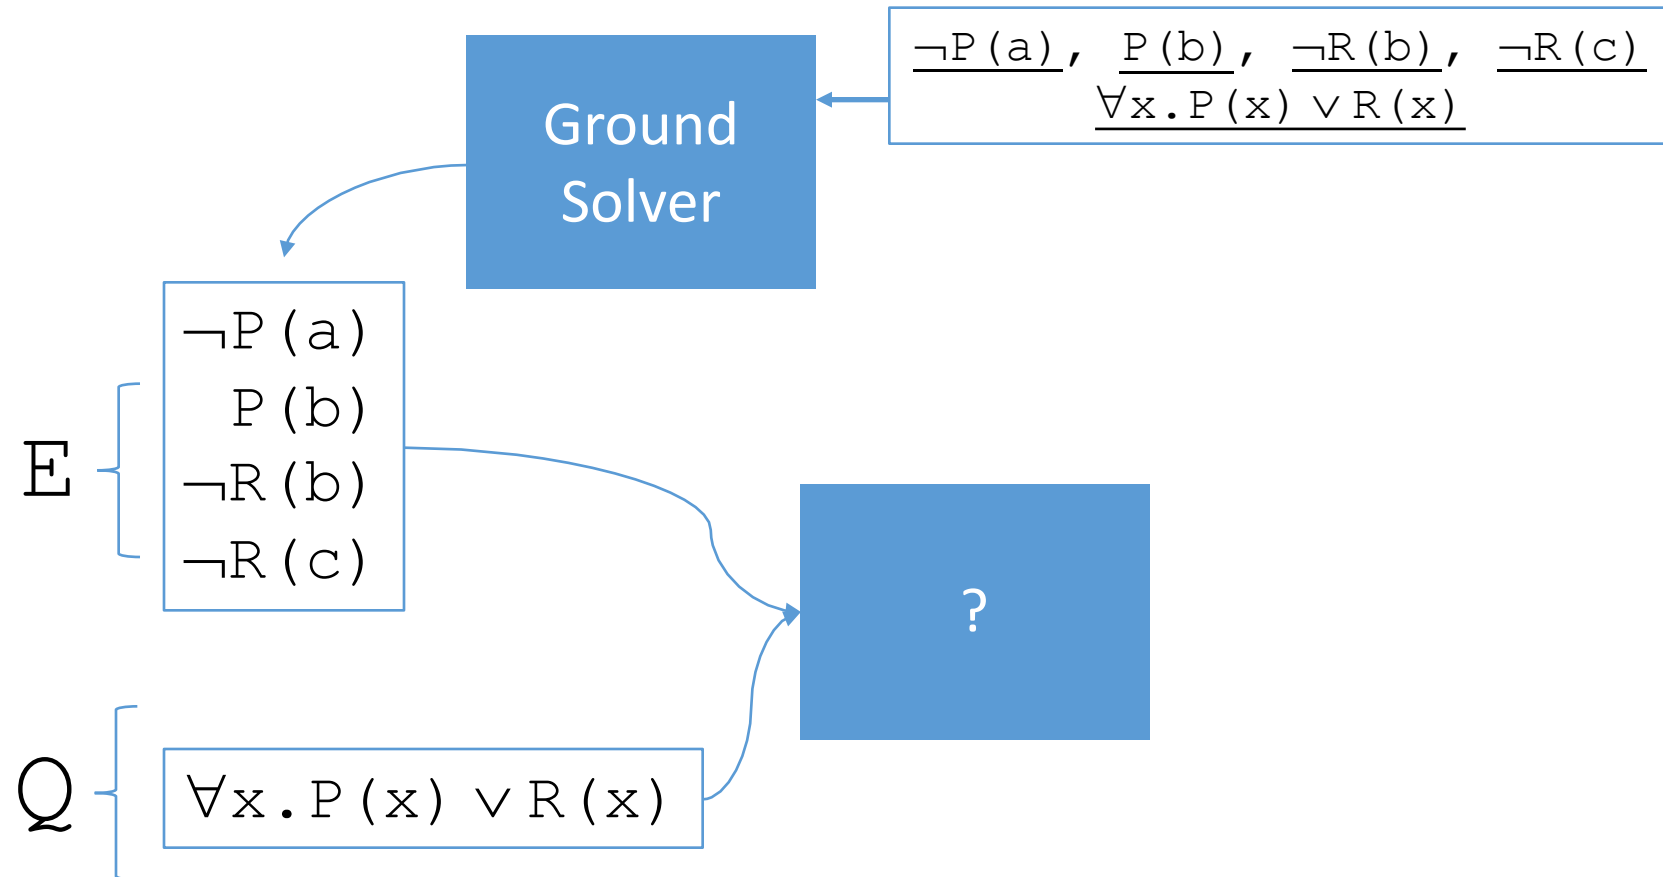 ¬P(a), P(b), ¬R(b), ¬R(c)
∀x.P(x) ∨ R(x)
Ground
Solver
¬P(a)
P(b)
¬R(b)
¬R(c)
E
?
Q
∀x.P(x) ∨ R(x)